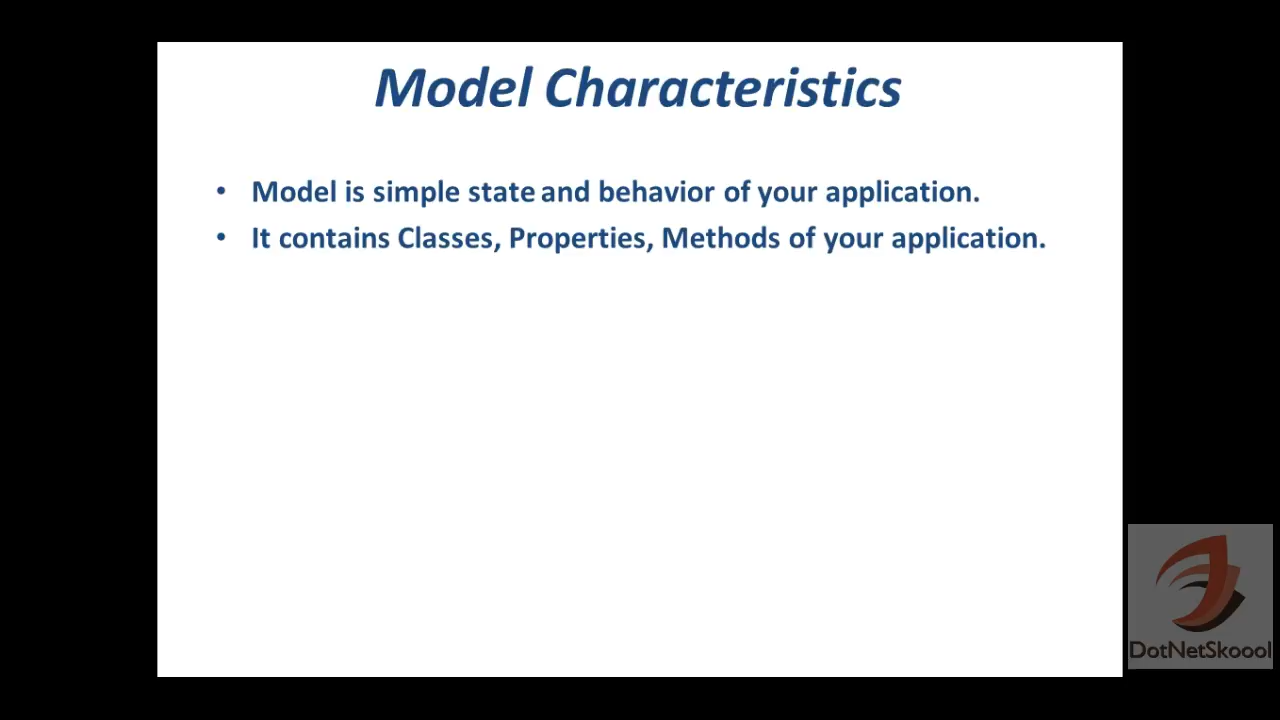 Model Characteristics
• Model is simple state and behavior of your application.
• It contains Classes, Properties, Methods of your application.
DotNetSkoool